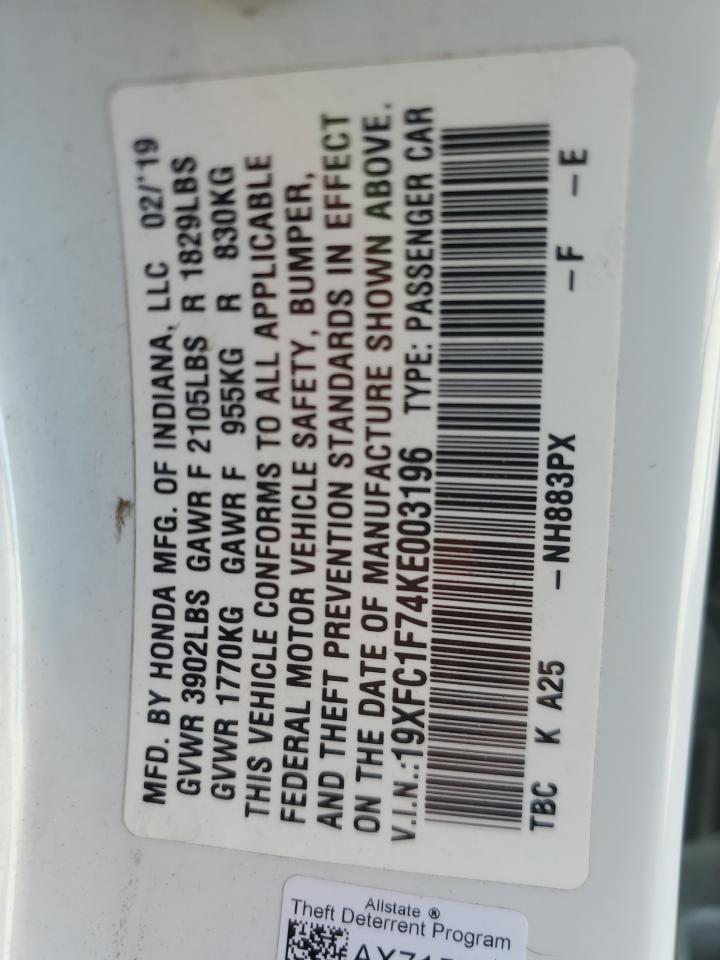 MFD. BY HONDA MFG. OF INDIANA, LLC 02/'19
GVWR 3902LBS GAWR F 2105LBS R 1829LBS
GVWR 1770KG GAWR F 955KG R 830KG
THIS VEHICLE CONFORMS TO ALL APPLICABLE
FEDERAL MOTOR VEHICLE SAFETY, BUMPER,
AND THEFT PREVENTION STANDARDS IN EFFECT
ON THE DATE OF MANUFACTURE SHOWN ABOVE.
V.I.N.:19XFC1F74KE003196 TYPE: PASSENGER CAR
TBC K A25 -NH883PX -F -E
Allstate ®
Theft Deterrent Program